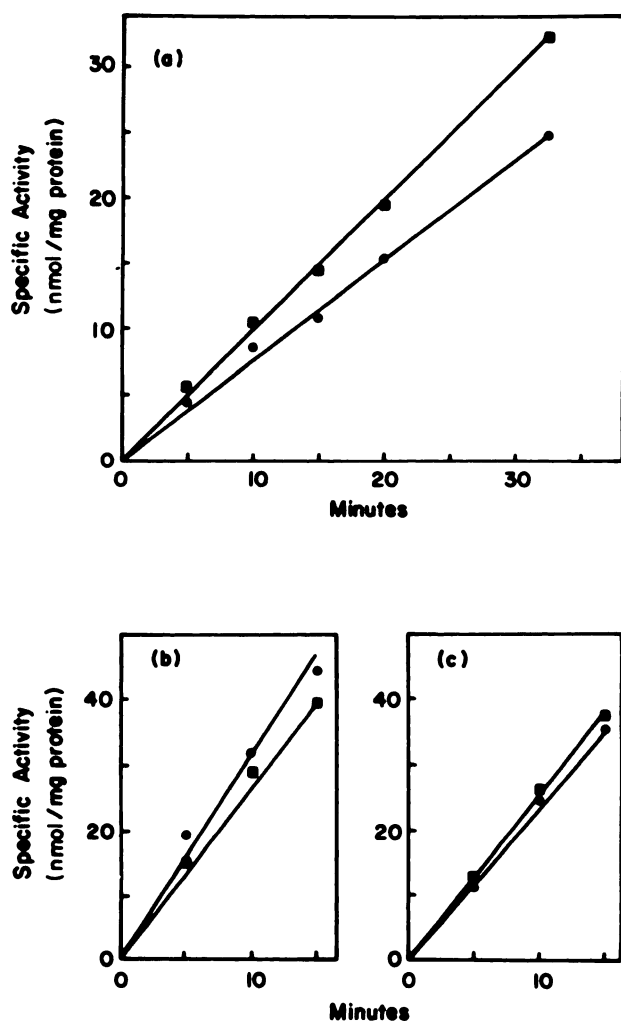 (a)
Specific Activity
(nmol/mg protein)
30
20
10
0
0 10 20 30
Minutes
(b) (c)
Specific Activity
(nmol/mg protein)
40 40
20 20
0 0
0 10 0 10
Minutes